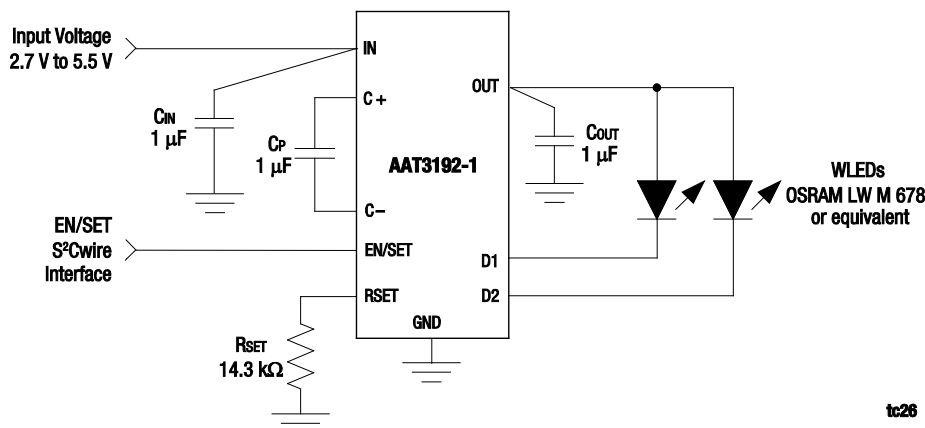 Input Voltage
2.7 V to 5.5 V
IN
OUT
C+
CIN
1 μF
CP
1 μF
COUT
1 μF
AAT3192-1
WLEDs
OSRAM LW M 678
or equivalent
C−
EN/SET
S²Cwire
Interface
EN/SET
D1
RSET
D2
GND
RSET
14.3 kΩ
tc26